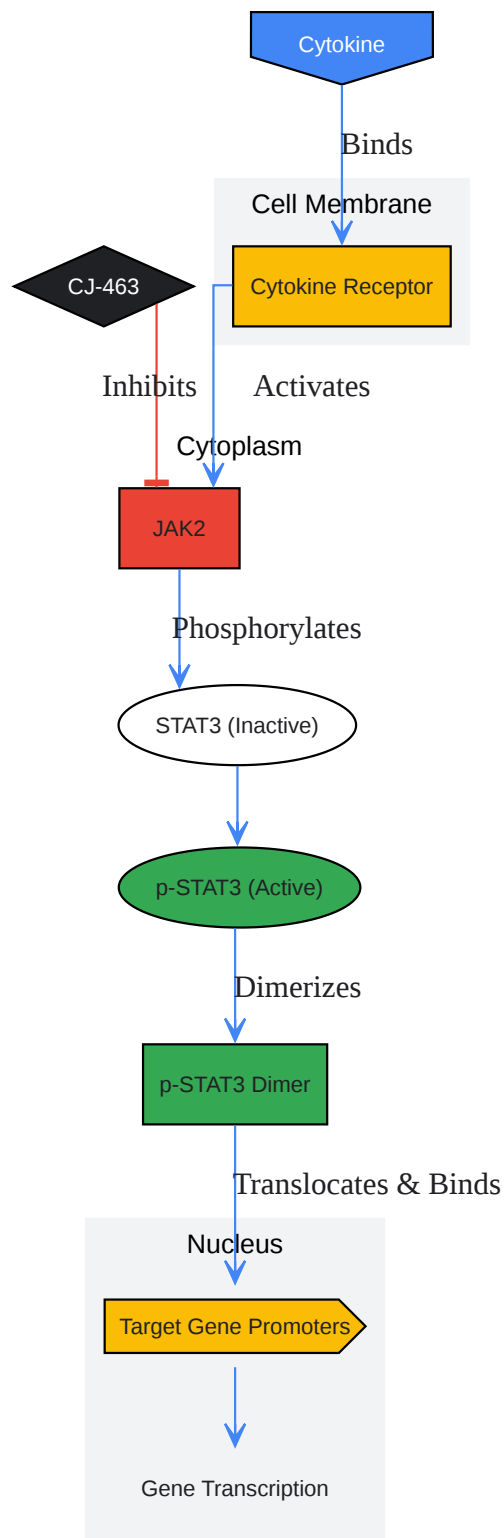 Cytokine
Binds
Cell Membrane
CJ-463
Cytokine Receptor
Inhibits
Activates
Cytoplasm
JAK2
Phosphorylates
STAT3 (Inactive)
p-STAT3 (Active)
Dimerizes
p-STAT3 Dimer
Translocates & Binds
Nucleus
Target Gene Promoters
Gene Transcription